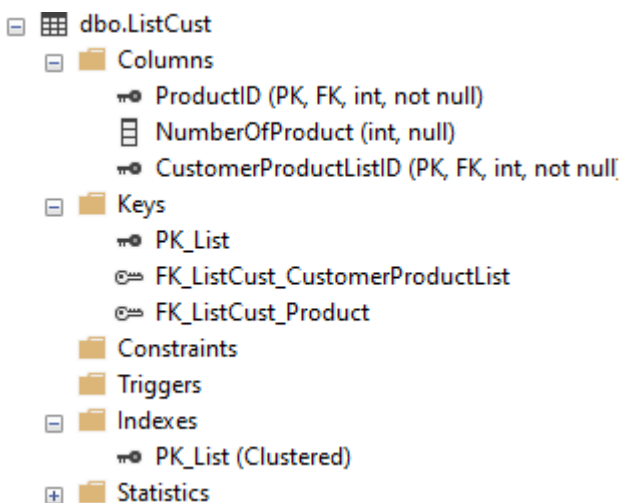 dbo.ListCust
Columns
ProductID (PK, FK, int, not null)
NumberOfProduct (int, null)
CustomerProductListID (PK, FK, int, not null
Keys
PK_List
FK_ListCust_CustomerProductList
FK_ListCust_Product
Constraints
Triggers
Indexes
PK_List (Clustered)
Statistics